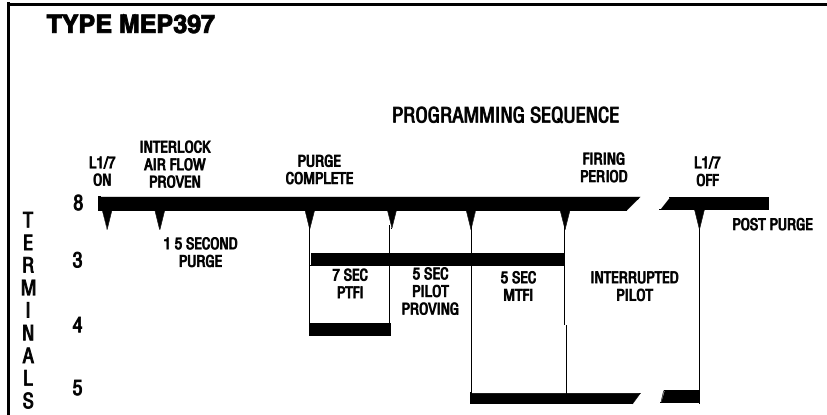 TYPE MEP397
PROGRAMMING SEQUENCE
L1/7
ON
INTERLOCK
AIR FLOW
PROVEN
PURGE
COMPLETE
FIRING
PERIOD
L1/7
OFF
TERMINALS
8
1 5 SECOND
PURGE
POST PURGE
3
7 SEC
PTFI
5 SEC
PILOT
PROVING
5 SEC
MTFI
INTERRUPTED
PILOT
4
5